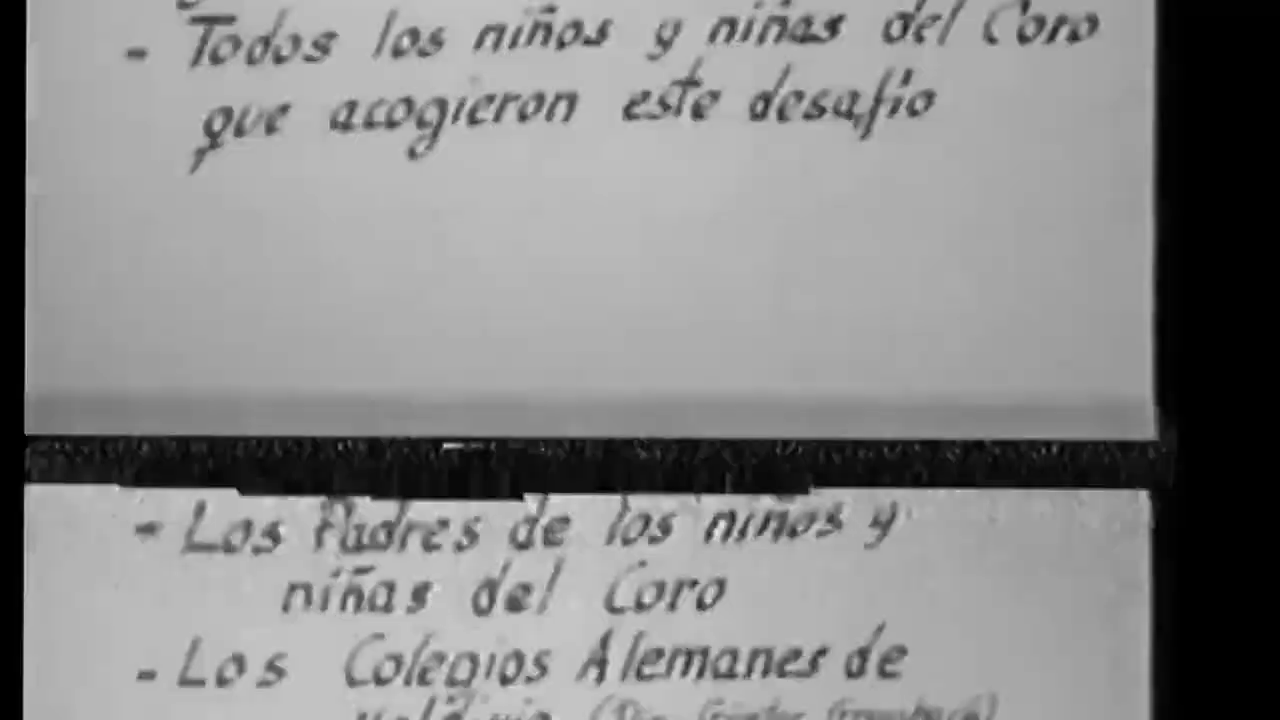 - Todos los niños y niñas del Coro
que acogieron este desafío
- Los Padres de los niños y
niñas del Coro
- Los Colegios Alemanes de